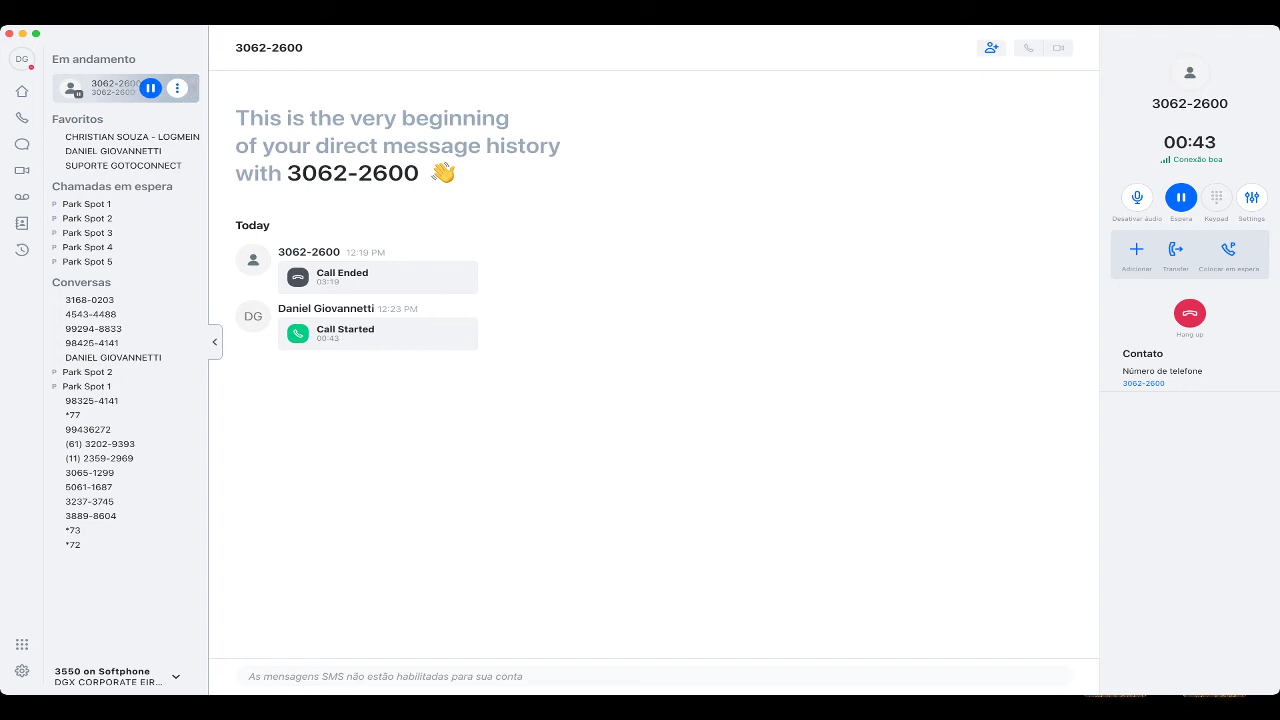 DG
Em andamento
3062-2600
3062-2600
Favoritos
CHRISTIAN SOUZA - LOGMEIN
DANIEL GIOVANNETTI
SUPORTE GOTOCONNECT
Chamadas em espera
P Park Spot 1
P Park Spot 2
P Park Spot 3
P Park Spot 4
P Park Spot 5
Conversas
3168-0203
4543-4488
99294-8833
98425-4141
DANIEL GIOVANNETTI
P Park Spot 2
P Park Spot 1
98325-4141
*77
99436272
(61) 3202-9393
(11) 2359-2969
3065-1299
5061-1687
3237-3745
3889-8604
*73
*72
3550 on Softphone
DGX CORPORATE EIR...
3062-2600
This is the very beginning
of your direct message history
with 3062-2600 👋
Today
3062-2600 12:19 PM
Call Ended
03:19
DG
Daniel Giovannetti 12:23 PM
Call Started
00:43
As mensagens SMS não estão habilitadas para sua conta
3062-2600
00:43
Conexão boa
Desativar áudio Espera Keypad Settings
Adicionar Transfer Colocar em espera
Hang up
Contato
Número de telefone
3062-2600